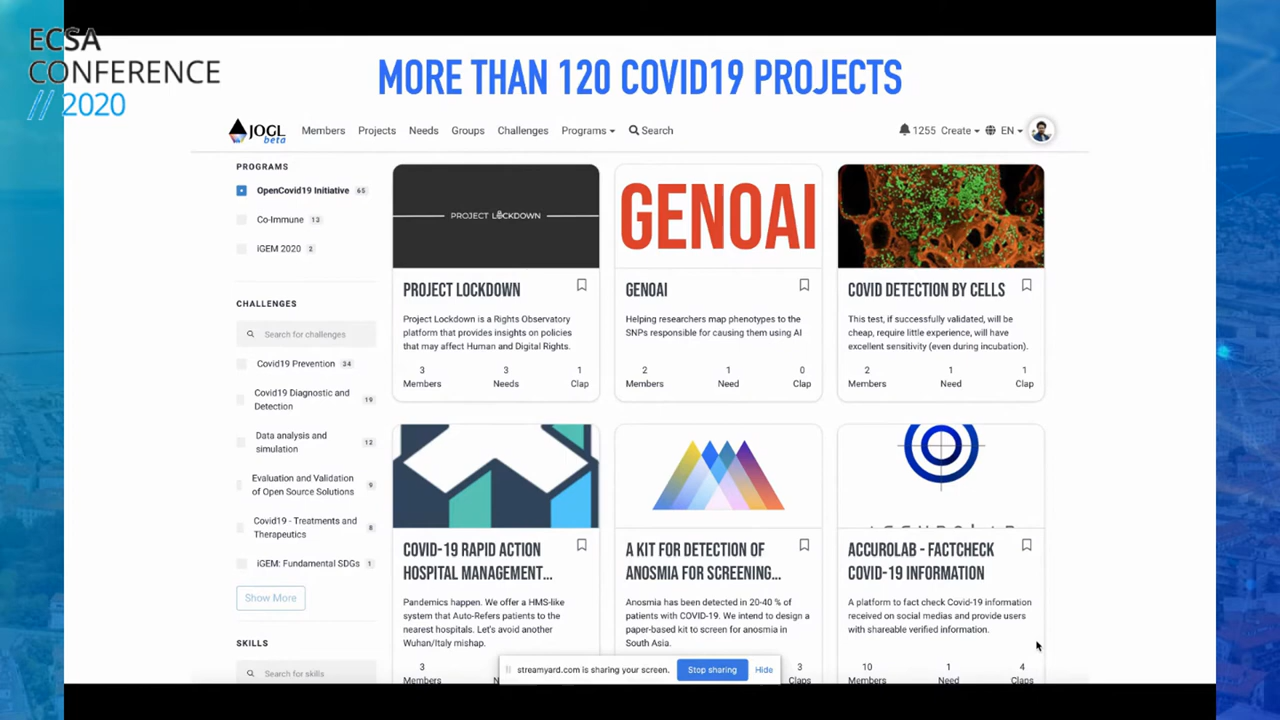 ECSA
CONFERENCE
// 2020
MORE THAN 120 COVID19 PROJECTS
JOGL
beta
Members
Projects
Needs
Groups
Challenges
Programs
Search
1255
Create
EN
PROGRAMS
OpenCovid19 Initiative 65
Co-Immune 13
iGEM 2020 2
CHALLENGES
Search for challenges
Covid19 Prevention 34
Covid19 Diagnostic and
Detection 19
Data analysis and
simulation 12
Evaluation and Validation
of Open Source Solutions 9
Covid19 - Treatments and
Therapeutics 8
iGEM: Fundamental SDGs 1
Show More
SKILLS
Search for skills
PROJECT LOCKDOWN
PROJECT LOCKDOWN
Project Lockdown is a Rights Observatory
platform that provides insights on policies
that may affect Human and Digital Rights.
3 3 1
Members Needs Clap
GENOAI
GENOAI
Helping researchers map phenotypes to the
SNPs responsible for causing them using AI
2 1 0
Members Need Clap
COVID DETECTION BY CELLS
This test, if successfully validated, will be
cheap, require little experience, will have
excellent sensitivity (even during incubation).
2 1 1
Members Need Clap
COVID-19 RAPID ACTION
HOSPITAL MANAGEMENT...
Pandemics happen. We offer a HMS-like
system that Auto-Refers patients to the
nearest hospitals. Let's avoid another
Wuhan/Italy mishap.
3
Members
A KIT FOR DETECTION OF
ANOSMIA FOR SCREENING...
Anosmia has been detected in 20-40 % of
patients with COVID-19. We intend to design a
paper-based kit to screen for anosmia in
South Asia.
3
Claps
ACCUROLAB - FACTCHECK
COVID-19 INFORMATION
A platform to fact check Covid-19 information
received on social medias and provide users
with shareable verified information.
10 1 4
Members Need Claps
streamyard.com is sharing your screen.
Stop sharing
Hide